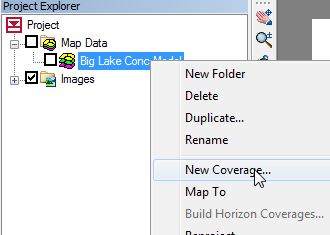 Project Explorer
Project
Map Data
Big Lake Conc Model
Images
New Folder
Delete
Duplicate...
Rename
New Coverage...
Map To
Build Horizon Coverages...
Reproject